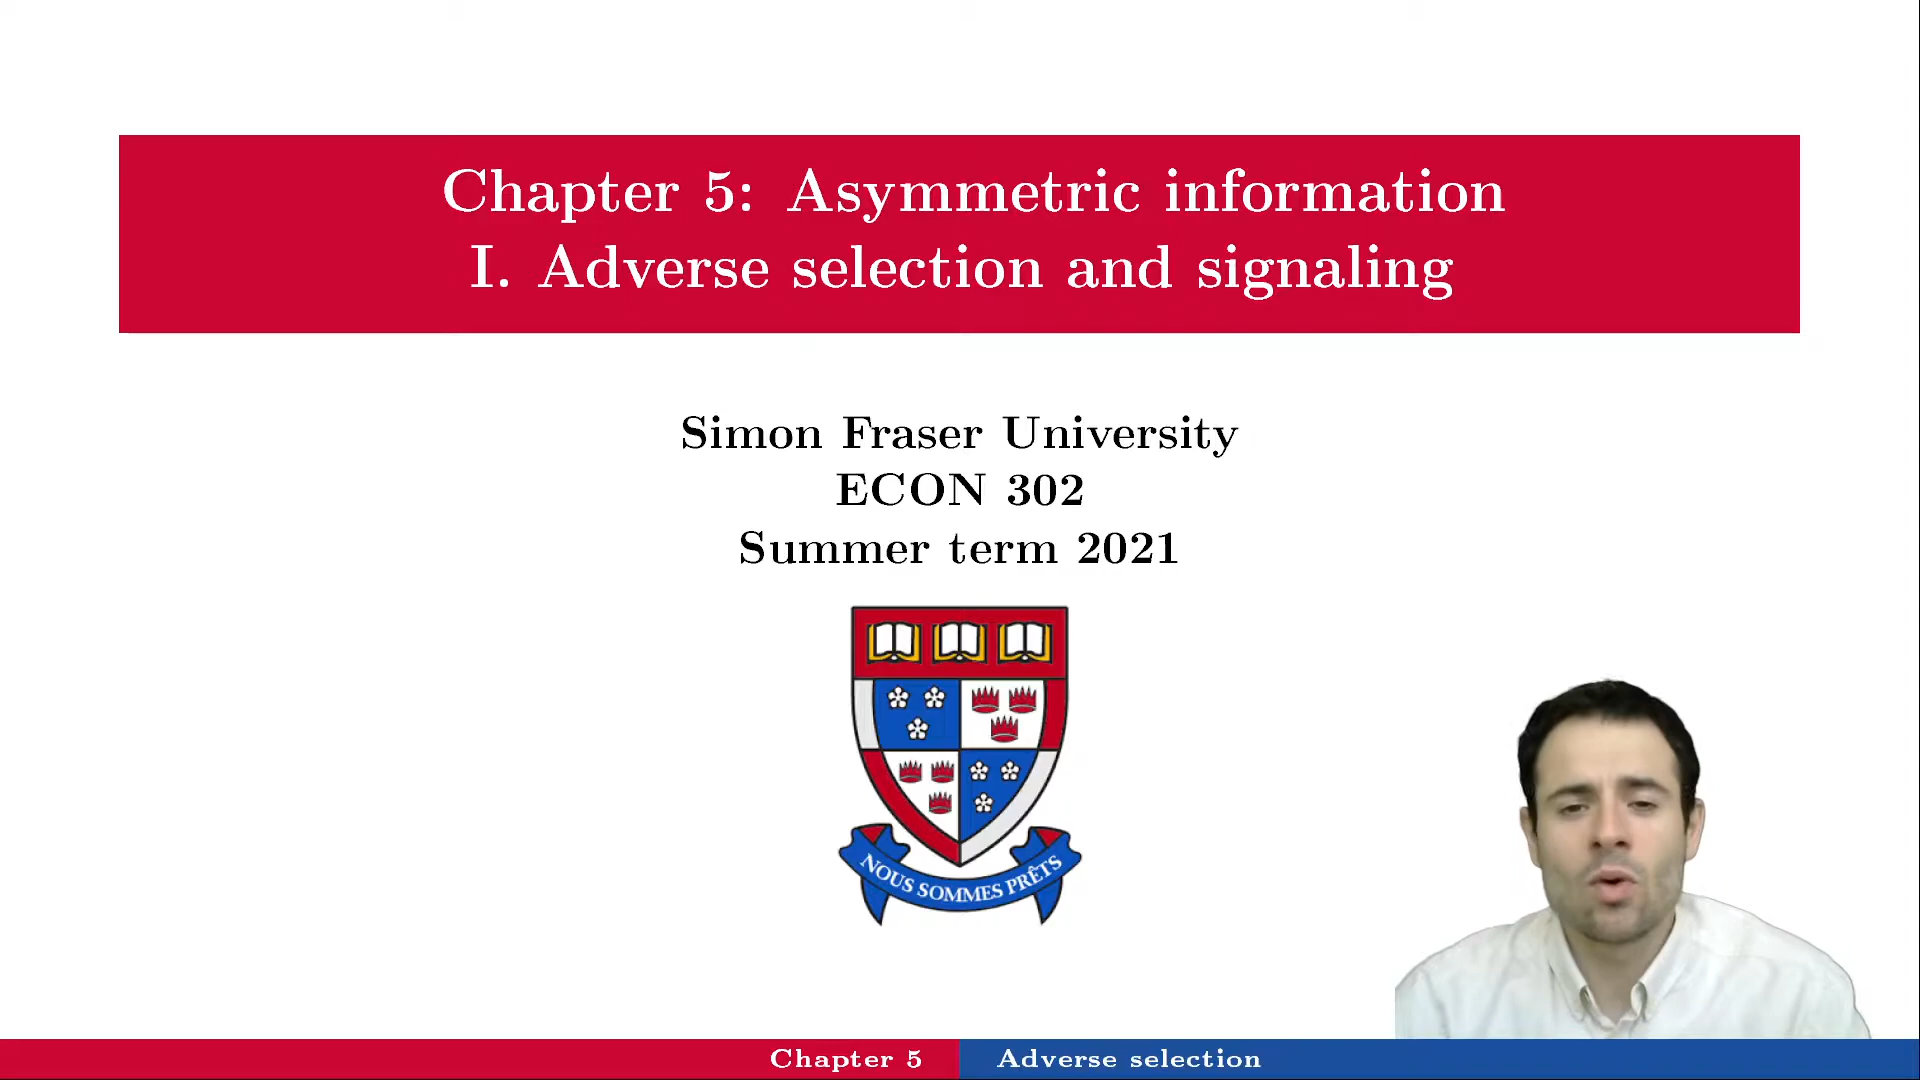 Chapter 5: Asymmetric information
I. Adverse selection and signaling
Simon Fraser University
ECON 302
Summer term 2021
NOUS SOMMES PRÊTS
Chapter 5
Adverse selection